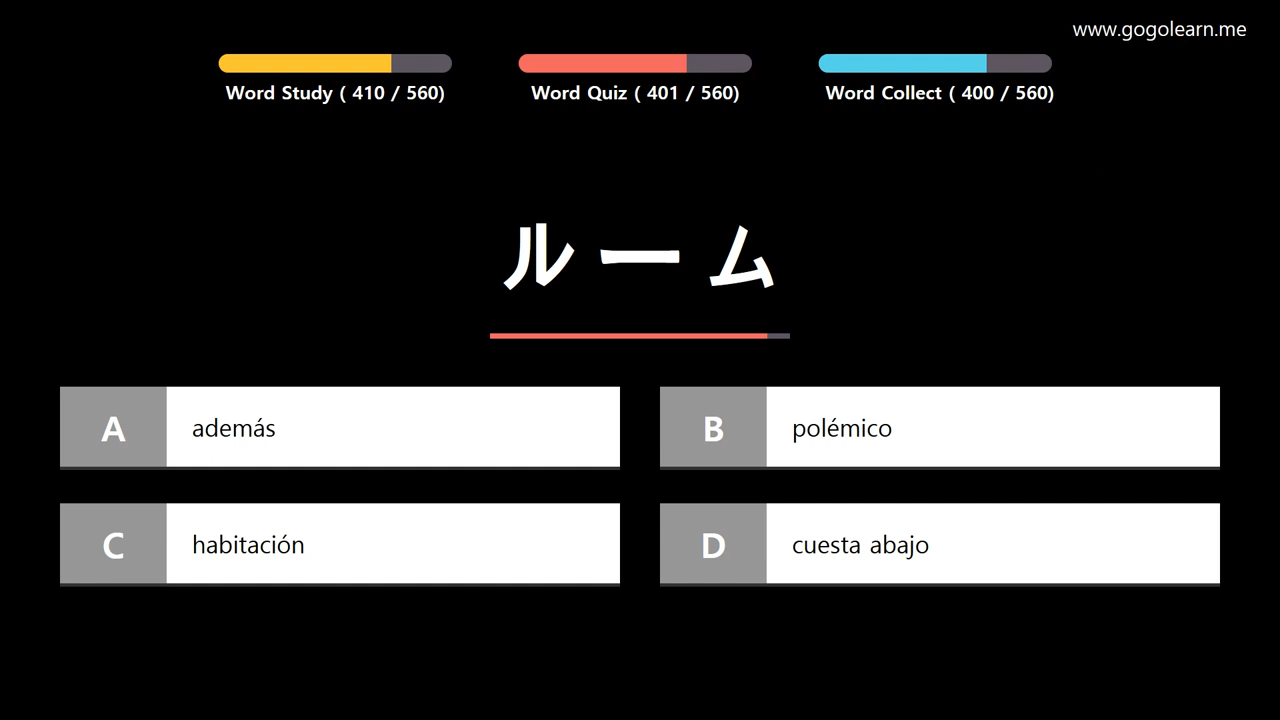 www.gogolearn.me
Word Study ( 410 / 560)
Word Quiz ( 401 / 560)
Word Collect ( 400 / 560)
ルーム
A además
B polémico
C habitación
D cuesta abajo